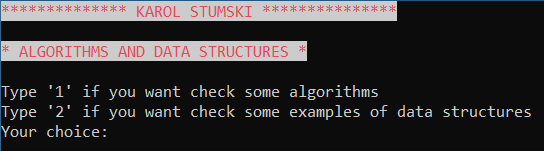 ************** KAROL STUMSKI ***************
* ALGORITHMS AND DATA STRUCTURES *
Type '1' if you want check some algorithms
Type '2' if you want check some examples of data structures
Your choice: